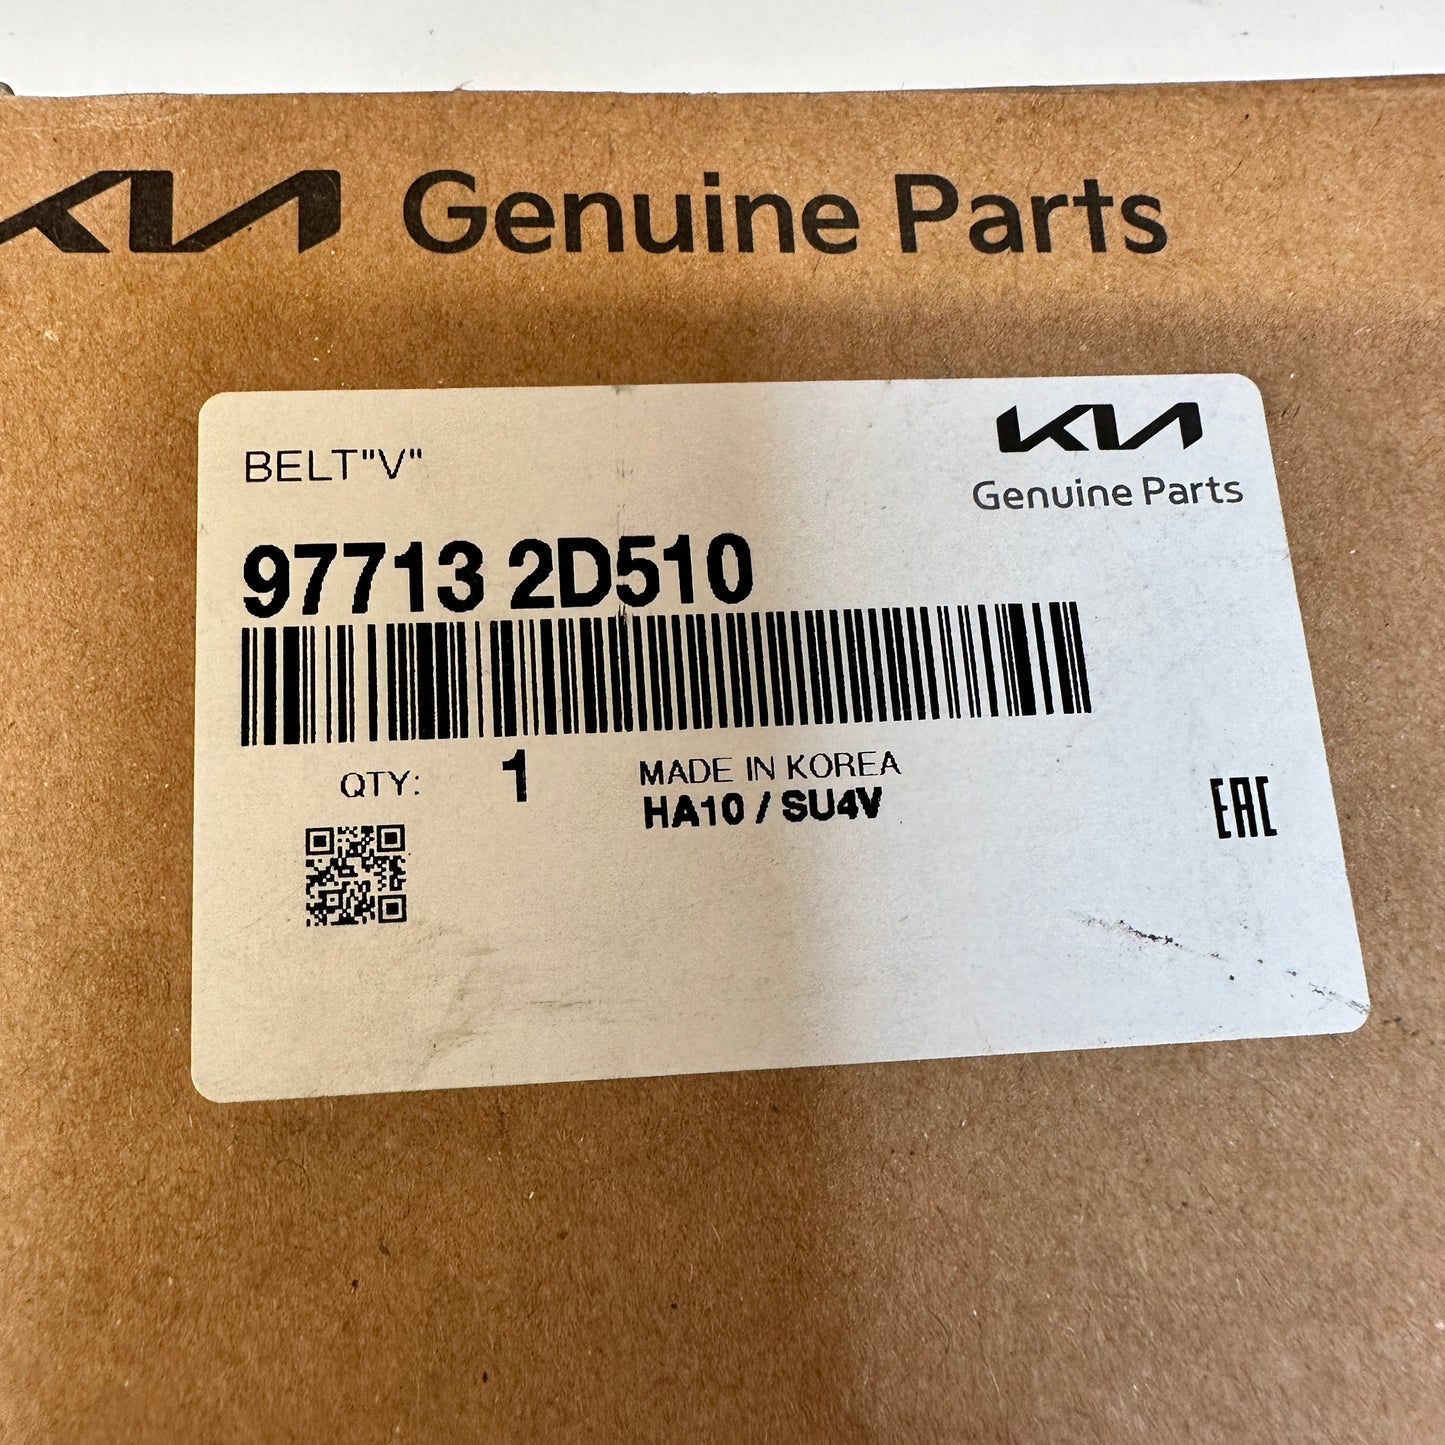 KIA Genuine Parts
KIA
Genuine Parts
BELT"V"
97713 2D510
QTY: 1 MADE IN KOREA
HA10 / SU4V
EAC